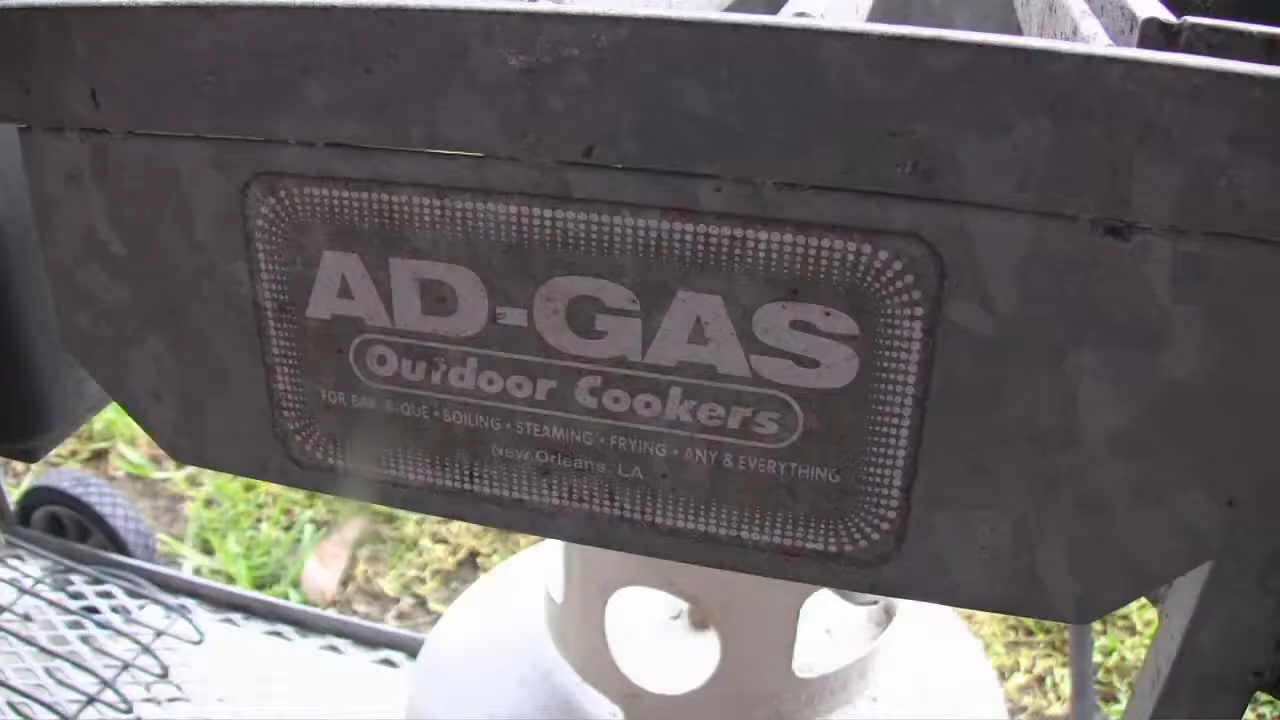 AD-GAS
Outdoor Cookers
FOR BAR-B-QUE • BOILING • STEAMING • FRYING • ANY & EVERYTHING
New Orleans, LA